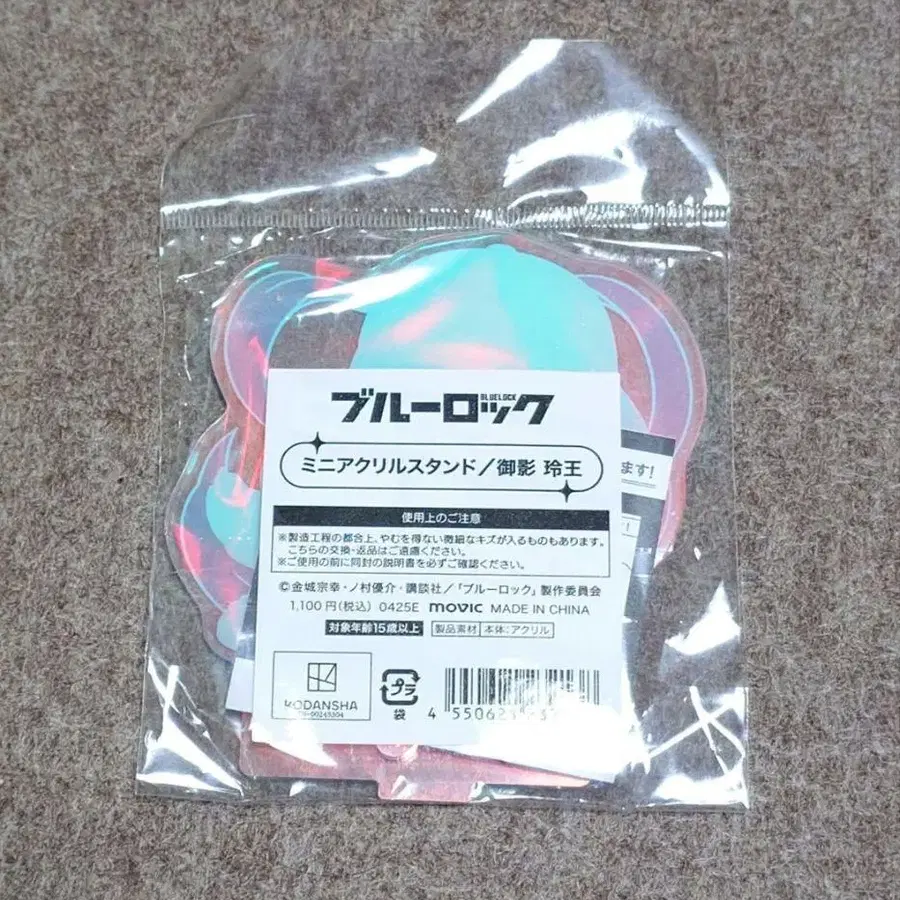 ブルーロック
BLUELOCK
ミニアクリルスタンド／御影 玲王
ます!
使用上のご注意
※製造工程の都合上、やむを得ない微細なキズが入るものもあります。
こちらの交換・返品はご遠慮ください。
※ご使用の前に同封の説明書を必ずご確認ください。
©金城宗幸・ノ村優介・講談社／「ブルーロック」製作委員会
1,100円(税込) 0425E movic MADE IN CHINA
対象年齢15歳以上 製品素材 本体:アクリル
KODANSHA
プラ
袋
4 550621